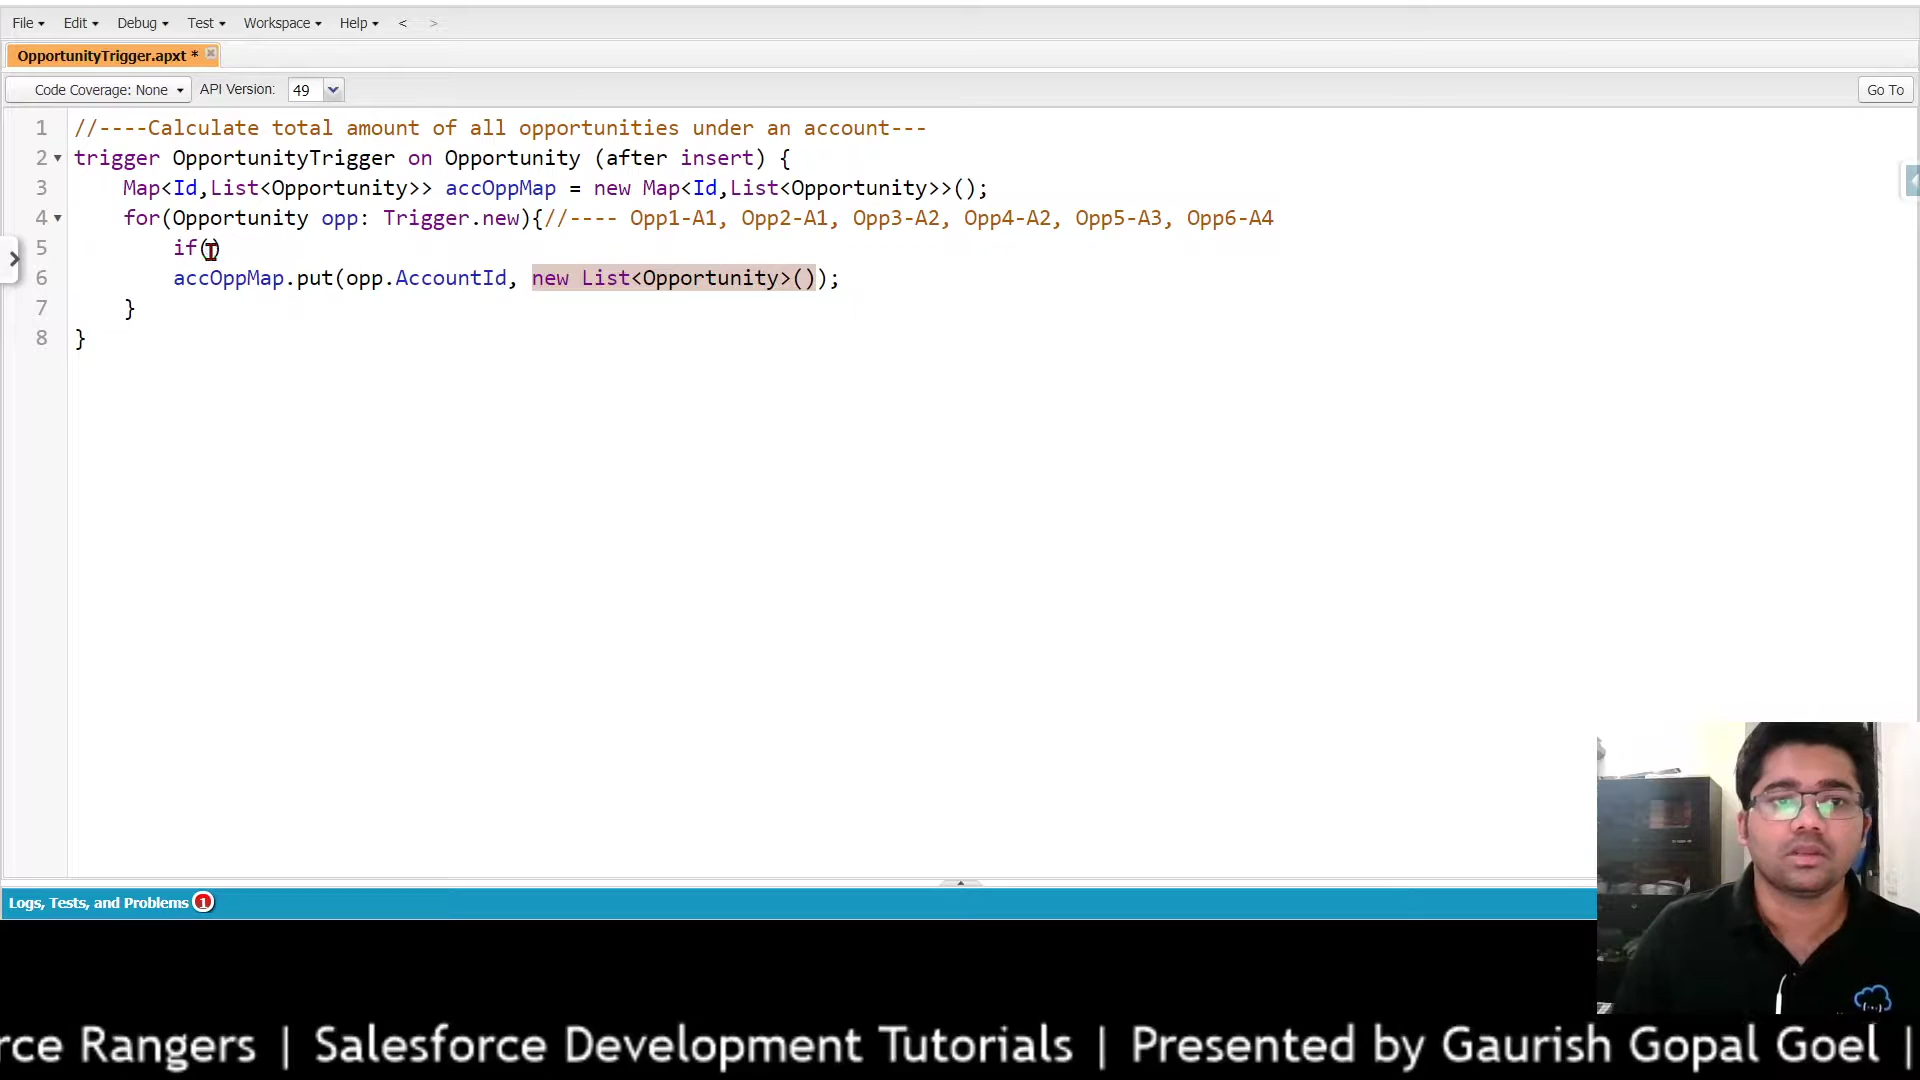 File Edit Debug Test Workspace Help < >
OpportunityTrigger.apxt *
Code Coverage: None API Version: 49 Go To
1 //----Calculate total amount of all opportunities under an account---
2 trigger OpportunityTrigger on Opportunity (after insert) {
3 Map<Id,List<Opportunity>> accOppMap = new Map<Id,List<Opportunity>>();
4 for(Opportunity opp: Trigger.new){//---- Opp1-A1, Opp2-A1, Opp3-A2, Opp4-A2, Opp5-A3, Opp6-A4
5 if()
6 accOppMap.put(opp.AccountId, new List<Opportunity>());
7 }
8 }
Logs, Tests, and Problems 1
rce Rangers | Salesforce Development Tutorials | Presented by Gaurish Gopal Goel |